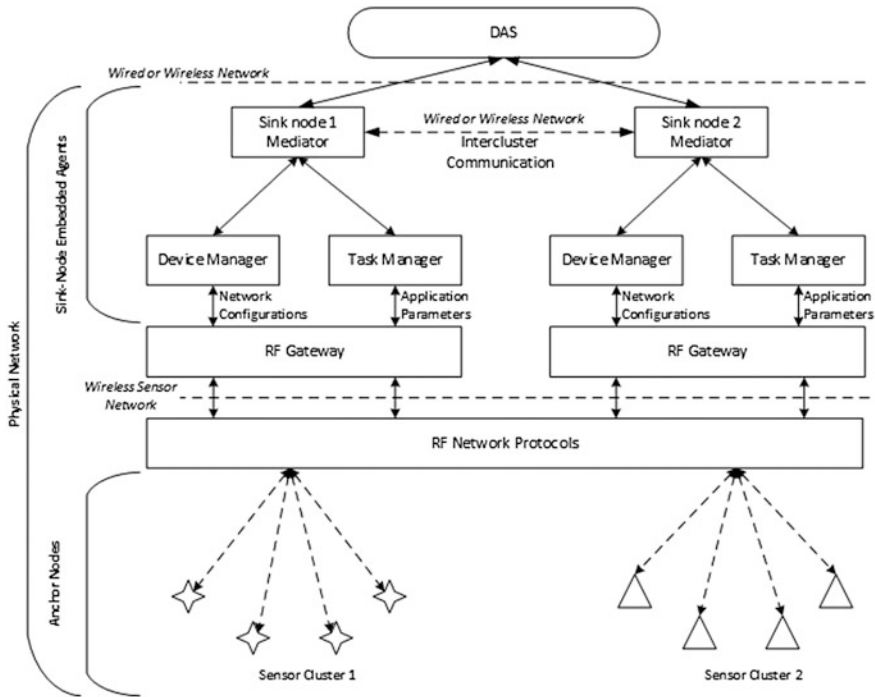 DAS
Wired or Wireless Network
Sink node 1
Mediator
Wired or Wireless Network
Intercluster
Communication
Sink node 2
Mediator
Device Manager
Task Manager
Device Manager
Task Manager
Network
Configurations
Application
Parameters
Network
Configurations
Application
Parameters
RF Gateway
RF Gateway
Wireless Sensor
Network
RF Network Protocols
Sensor Cluster 1
Sensor Cluster 2
Physical Network
Sink-Node Embedded Agents
Anchor Nodes